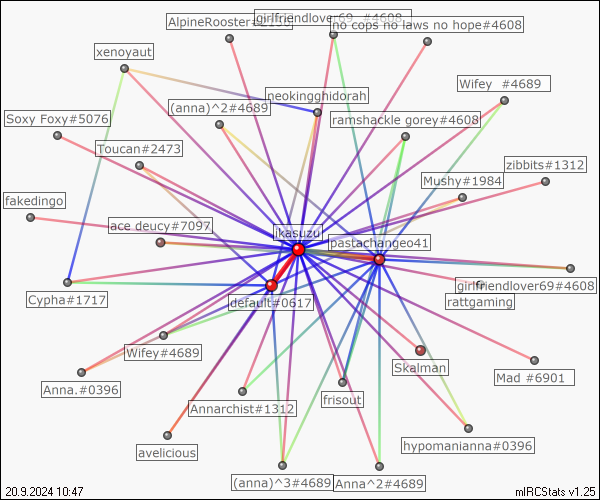 girlfriendlover69 #4608
AlpineRooster
no cops no laws no hope#4608
xenoyaut
Wifey #4689
neokingghidorah
(anna)^2#4689
ramshackle gorey#4608
Soxy Foxy#5076
Toucan#2473
zibbits#1312
Mushy#1984
fakedingo
ace deucy#7097
ikasuzu
pastachangeo41
girlfriendlover69#4608
rattgaming
Cypha#1717
default#0617
Wifey#4689
Skalman
Mad #6901
Anna.#0396
Annarchist#1312
frisout
avelicious
hypomanianna#0396
(anna)^3#4689
Anna^2#4689
20.9.2024 10:47
mIRCStats v1.25